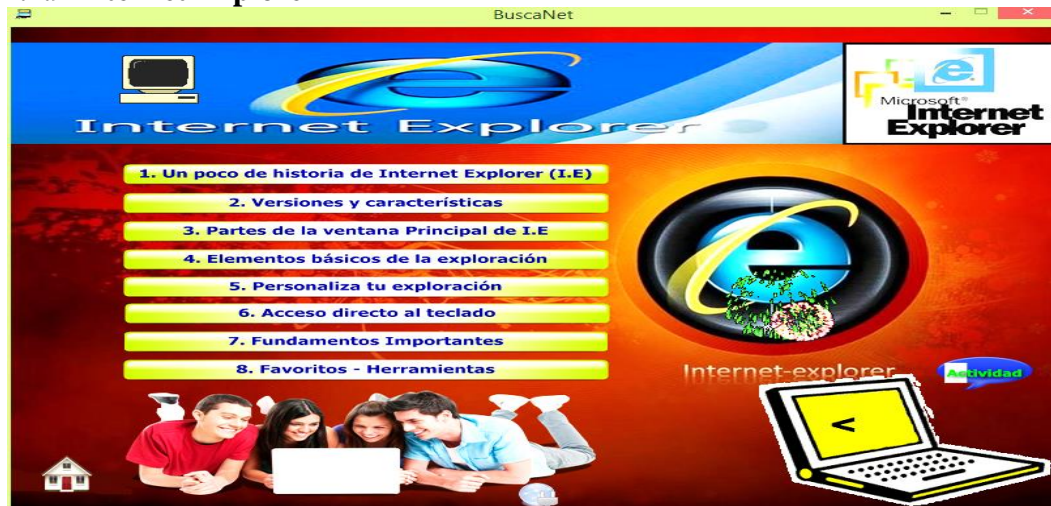 BuscaNet
Internet Explorer
Microsoft®
Internet
Explorer
1. Un poco de historia de Internet Explorer (I.E)
2. Versiones y características
3. Partes de la ventana Principal de I.E
4. Elementos básicos de la exploración
5. Personaliza tu exploración
6. Acceso directo al teclado
7. Fundamentos Importantes
8. Favoritos - Herramientas
Internet-explorer
Actividad